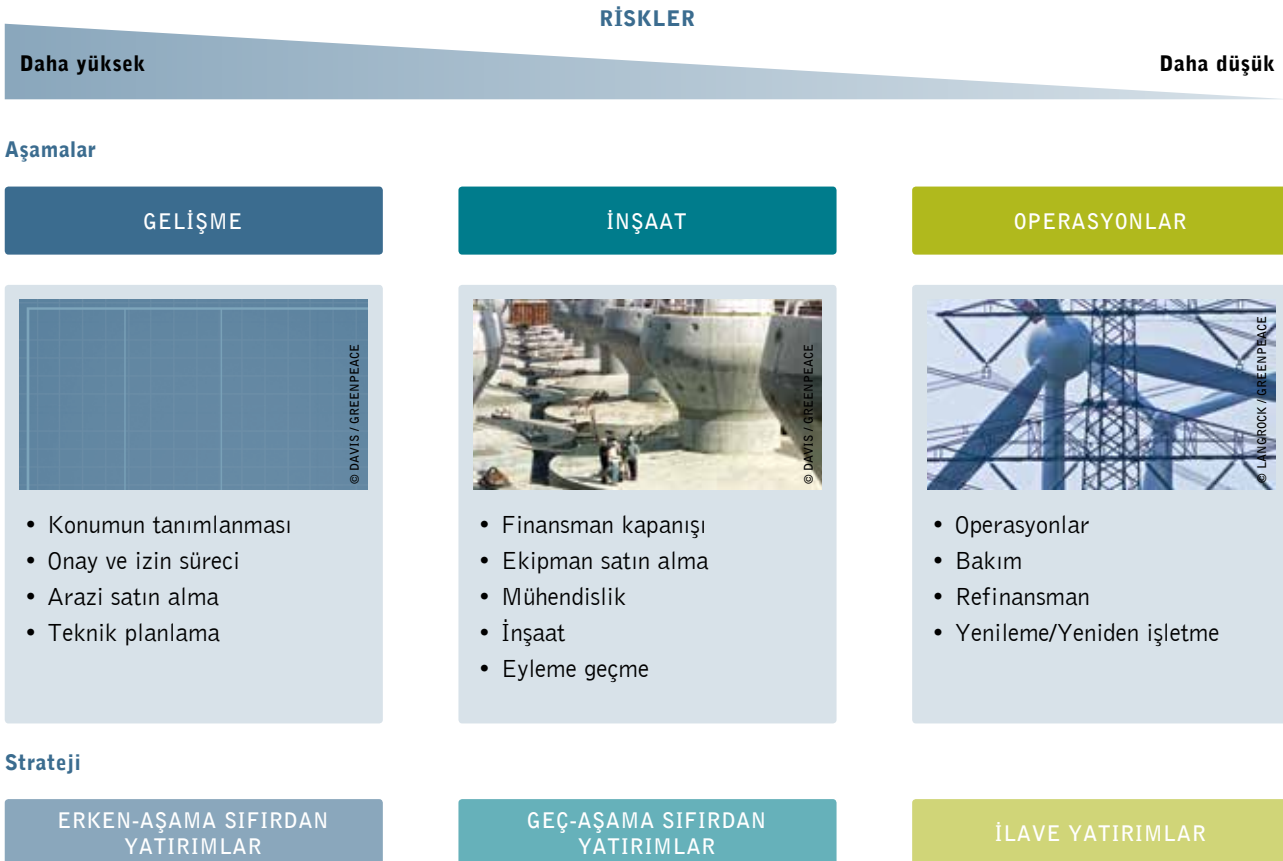 RİSKLER
Daha yüksek
Daha düşük
Aşamalar
GELİŞME
İNŞAAT
OPERASYONLAR
© DAVIS / GREENPEACE
© DAVIS / GREENPEACE
© LANGROCK / GREENPEACE
• Konumun tanımlanması
• Onay ve izin süreci
• Arazi satın alma
• Teknik planlama
• Finansman kapanışı
• Ekipman satın alma
• Mühendislik
• İnşaat
• Eyleme geçme
• Operasyonlar
• Bakım
• Refinansman
• Yenileme/Yeniden işletme
Strateji
ERKEN-AŞAMA SIFIRDAN
YATIRIMLAR
GEÇ-AŞAMA SIFIRDAN
YATIRIMLAR
İLAVE YATIRIMLAR